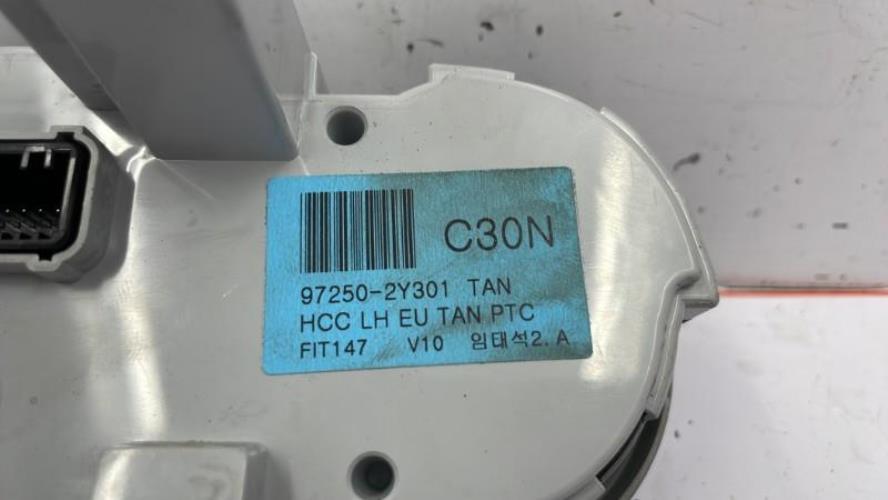 C30N
97250-2Y301 TAN
HCC LH EU TAN PTC
FIT147 V10 임태석2. A